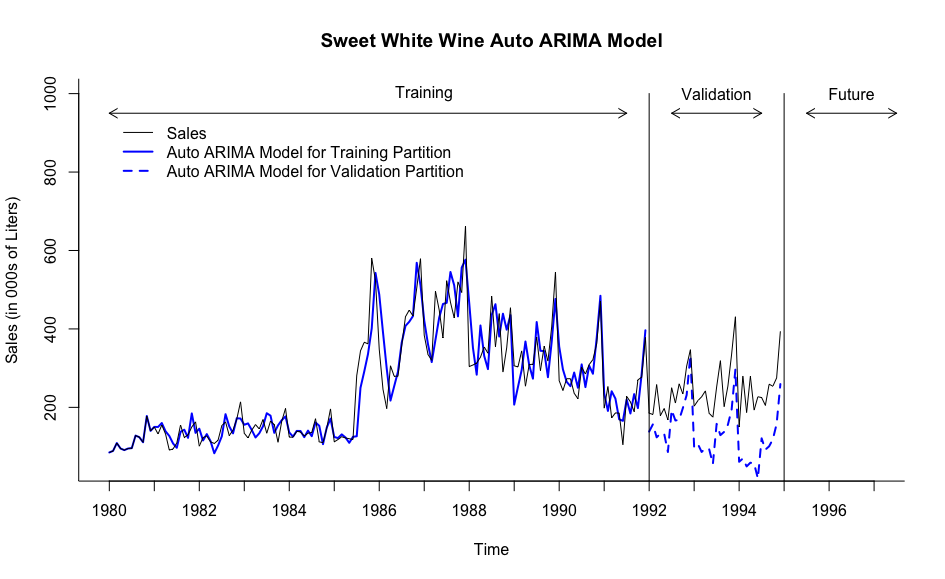 Sweet White Wine Auto ARIMA Model
Training
Validation
Future
Sales
Auto ARIMA Model for Training Partition
Auto ARIMA Model for Validation Partition
Sales (in 000s of Liters)
1000
800
600
400
200
1980 1982 1984 1986 1988 1990 1992 1994 1996
Time